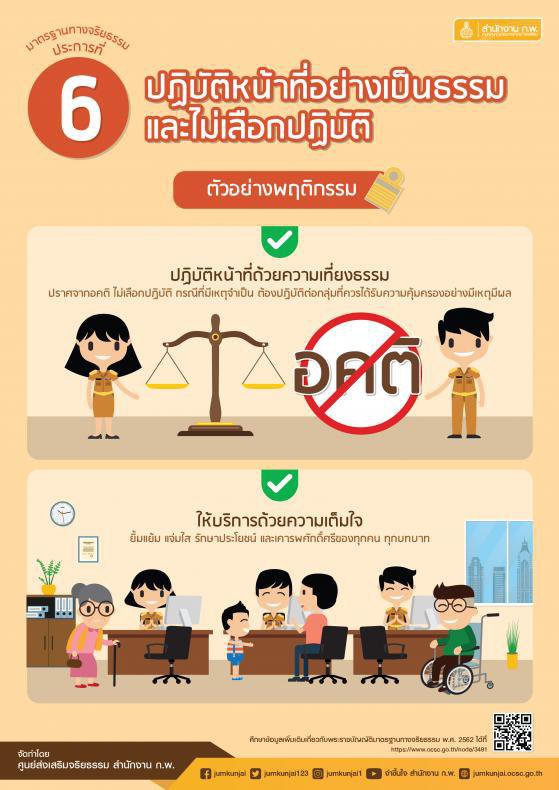 มาตรฐานทางจริยธรรม
ประการที่
6
สำนักงาน ก.พ.
ปฏิบัติหน้าที่อย่างเป็นธรรม
และไม่เลือกปฏิบัติ
ตัวอย่างพฤติกรรม
ปฏิบัติหน้าที่ด้วยความเที่ยงธรรม
ปราศจากอคติ ไม่เลือกปฏิบัติ กรณีที่มีเหตุจำเป็น ต้องปฏิบัติต่อกลุ่มที่ควรได้รับความคุ้มครองอย่างมีเหตุมีผล
อคติ
ให้บริการด้วยความเต็มใจ
ยิ้มแย้ม แจ่มใส รักษาประโยชน์ และเคารพศักดิ์ศรีของทุกคน ทุกบทบาท
ศึกษาข้อมูลเพิ่มเติมเกี่ยวกับพระราชบัญญัติมาตรฐานทางจริยธรรม พ.ศ. 2562 ได้ที่
https://www.ocsc.go.th/node/3491
จัดทำโดย
ศูนย์ส่งเสริมจริยธรรม สำนักงาน ก.พ.
jumkunjai jumkunjai123 jumkunjai1 จำขึ้นใจ สำนักงาน ก.พ. jumkunjai.ocsc.go.th